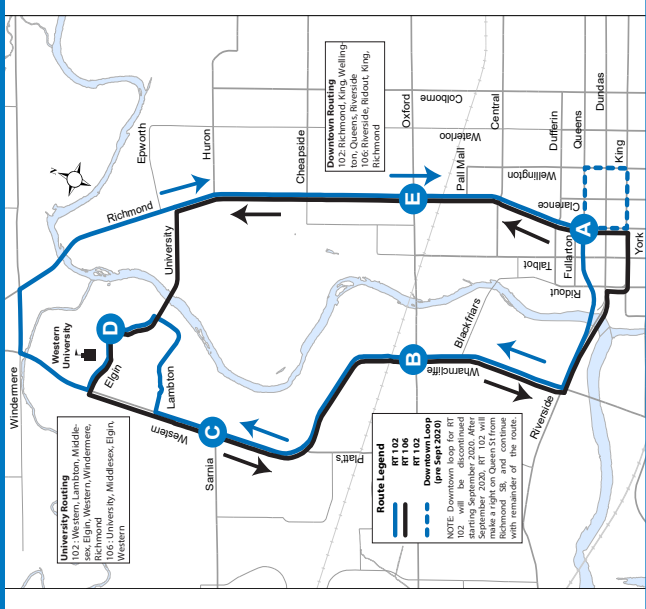 Windermere
Richmond
Epworth
Huron
Cheapside
Oxford
Colborne
Waterloo
Central
Pall Mall
Wellington
Dufferin
Queens
Dundas
King
Clarence
York
Fullarton
Talbot
Ridout
University
Western
University
Elgin
Lambton
Western
Sarnia
Platt's
Wharncliffe
Blackfriars
Riverside
N
A
B
C
D
E
Downtown Routing
102: Richmond, King, Welling-
ton, Queens, Riverside
106: Riverside, Ridout, King,
Richmond
University Routing
102 : Western, Lambton, Middle-
sex, Elgin, Western, Windermere,
Richmond
106 : University, Middlesex, Elgin,
Western
Route Legend
RT 102
RT 106
RT 102
Downtown Loop
(pre Sept 2020)
NOTE: Downtown loop for RT
102 will be discontinued
starting September 2020. After
September 2020, RT 102 will
make a right on Queen St from
Richmond SB, and continue
with remainder of the route.